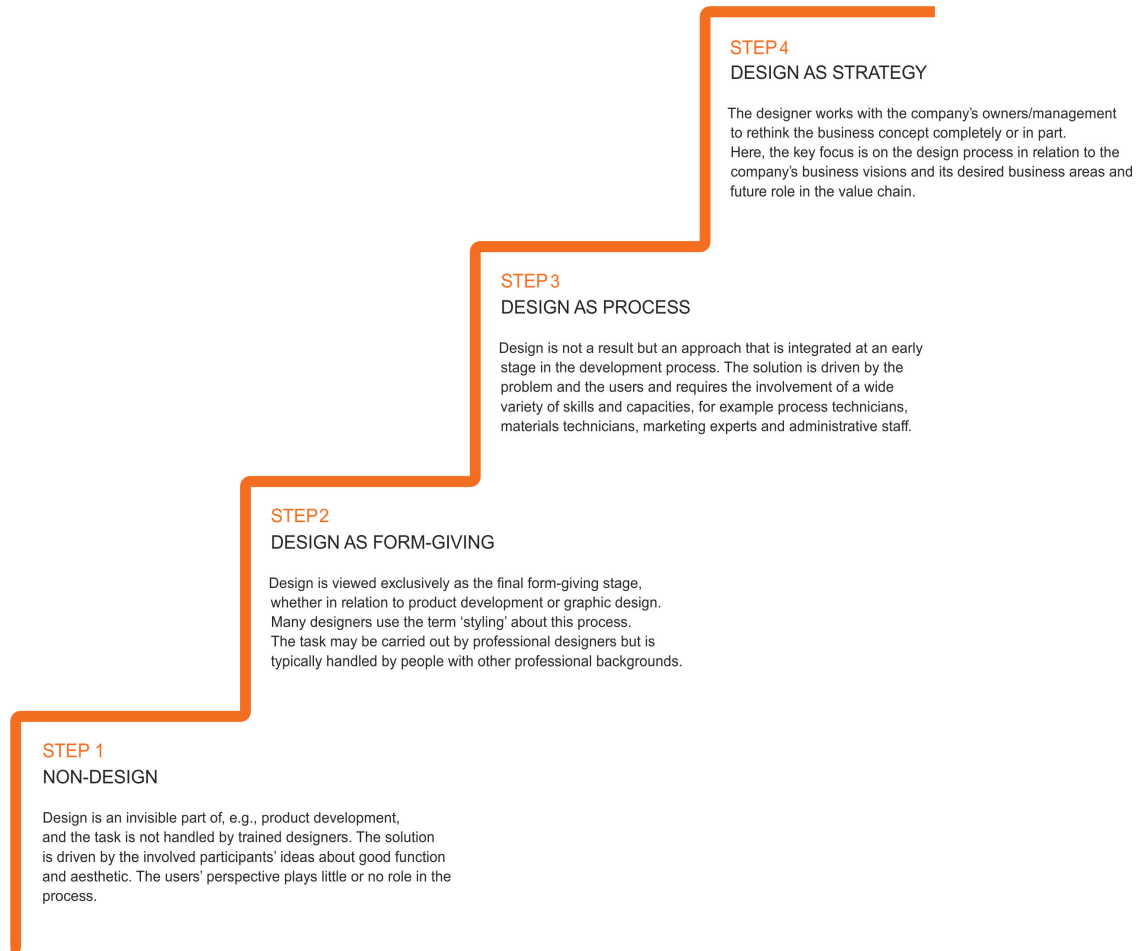 STEP 4
DESIGN AS STRATEGY
The designer works with the company’s owners/management
to rethink the business concept completely or in part.
Here, the key focus is on the design process in relation to the
company’s business visions and its desired business areas and
future role in the value chain.
STEP 3
DESIGN AS PROCESS
Design is not a result but an approach that is integrated at an early
stage in the development process. The solution is driven by the
problem and the users and requires the involvement of a wide
variety of skills and capacities, for example process technicians,
materials technicians, marketing experts and administrative staff.
STEP2
DESIGN AS FORM-GIVING
Design is viewed exclusively as the final form-giving stage,
whether in relation to product development or graphic design.
Many designers use the term ‘styling’ about this process.
The task may be carried out by professional designers but is
typically handled by people with other professional backgrounds.
STEP 1
NON-DESIGN
Design is an invisible part of, e.g., product development,
and the task is not handled by trained designers. The solution
is driven by the involved participants’ ideas about good function
and aesthetic. The users’ perspective plays little or no role in the
process.